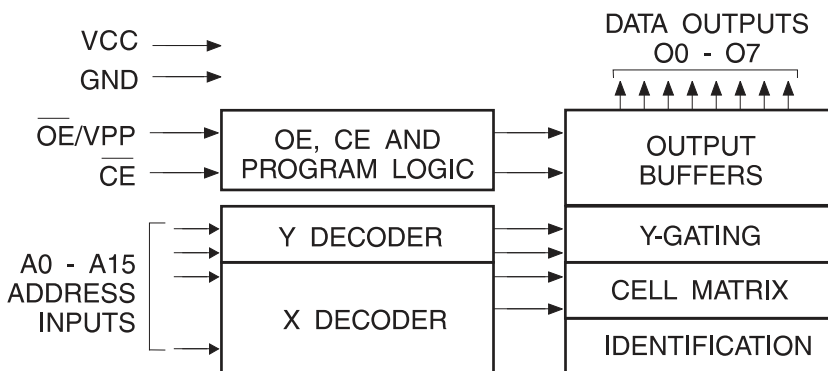 VCC
GND
OE/VPP
CE
A0 - A15
ADDRESS
INPUTS
OE, CE AND
PROGRAM LOGIC
Y DECODER
X DECODER
DATA OUTPUTS
O0 - O7
OUTPUT
BUFFERS
Y-GATING
CELL MATRIX
IDENTIFICATION